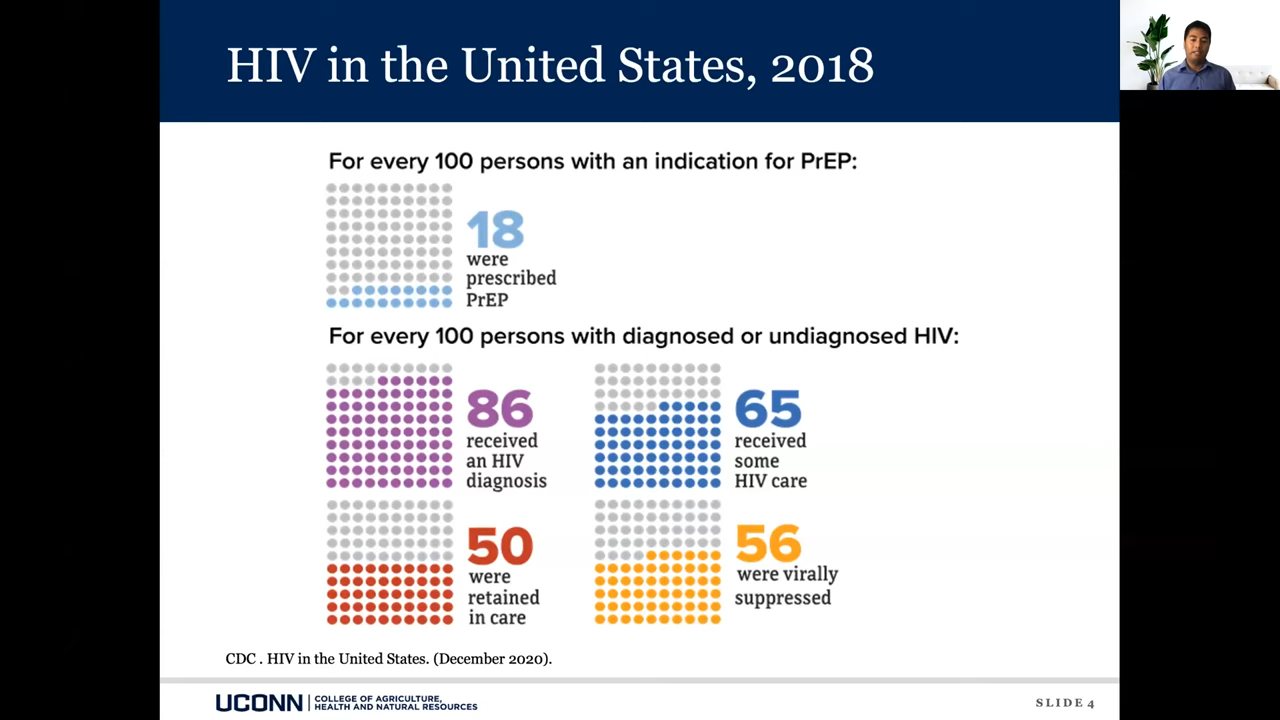 HIV in the United States, 2018
For every 100 persons with an indication for PrEP:
18
were
prescribed
PrEP
For every 100 persons with diagnosed or undiagnosed HIV:
86
received
an HIV
diagnosis
65
received
some
HIV care
50
were
retained
in care
56
were virally
suppressed
CDC . HIV in the United States. (December 2020).
UCONN
COLLEGE OF AGRICULTURE,
HEALTH AND NATURAL RESOURCES
SLIDE 4